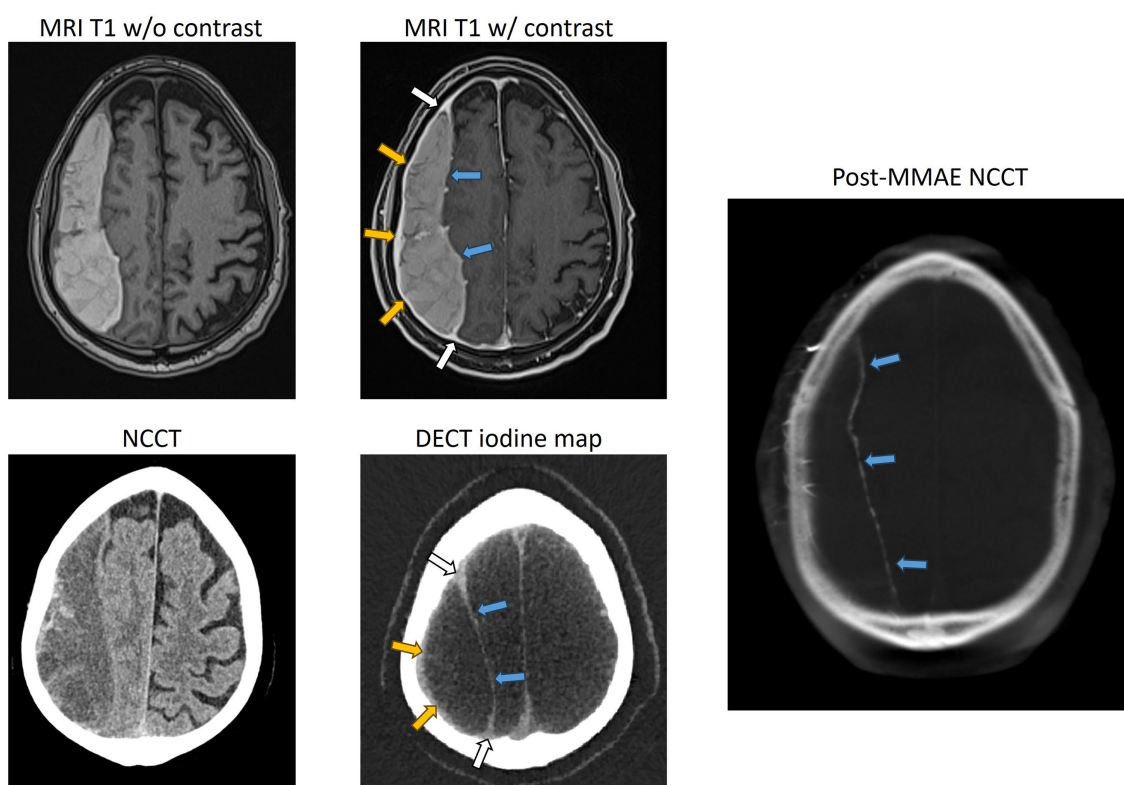 MRI T1 w/o contrast
MRI T1 w/ contrast
Post-MMAE NCCT
NCCT
DECT iodine map